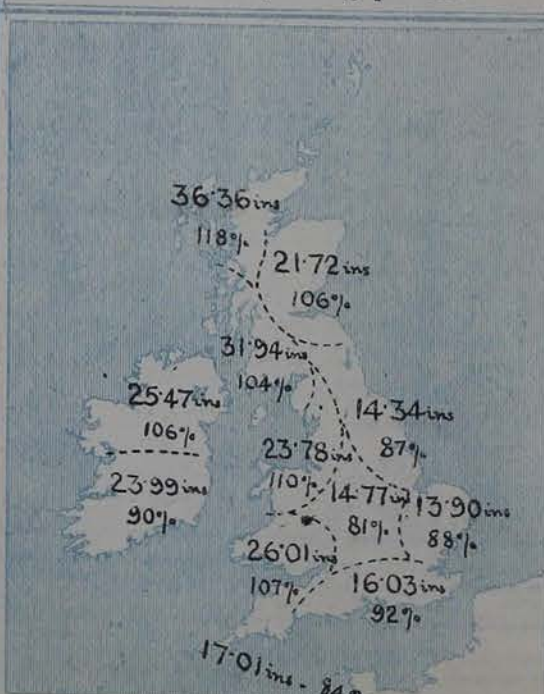 36·36 ins
118%
21·72 ins
106%
31·94 ins
104%
25·47 ins
106%
14·34 ins
87%
23·78 ins
110%
23·99 ins
90%
14·77 in
81%
13·90 ins
88%
26·01 ins
107%
16·03 ins
92%
17·01 ins - 84